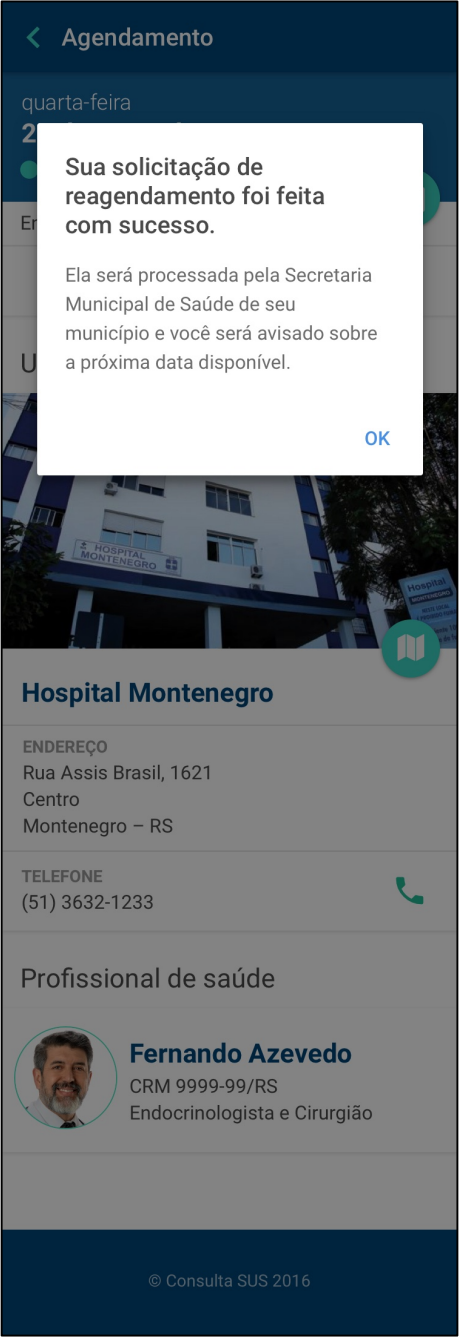 Agendamento
quarta-feira
2
Sua solicitação de
reagendamento foi feita
com sucesso.
Ela será processada pela Secretaria
Municipal de Saúde de seu
município e você será avisado sobre
a próxima data disponível.
OK
HOSPITAL
MONTENEGRO
Hospital
MONTENEGRO
Hospital Montenegro
ENDEREÇO
Rua Assis Brasil, 1621
Centro
Montenegro – RS
TELEFONE
(51) 3632-1233
Profissional de saúde
Fernando Azevedo
CRM 9999-99/RS
Endocrinologista e Cirurgião
© Consulta SUS 2016